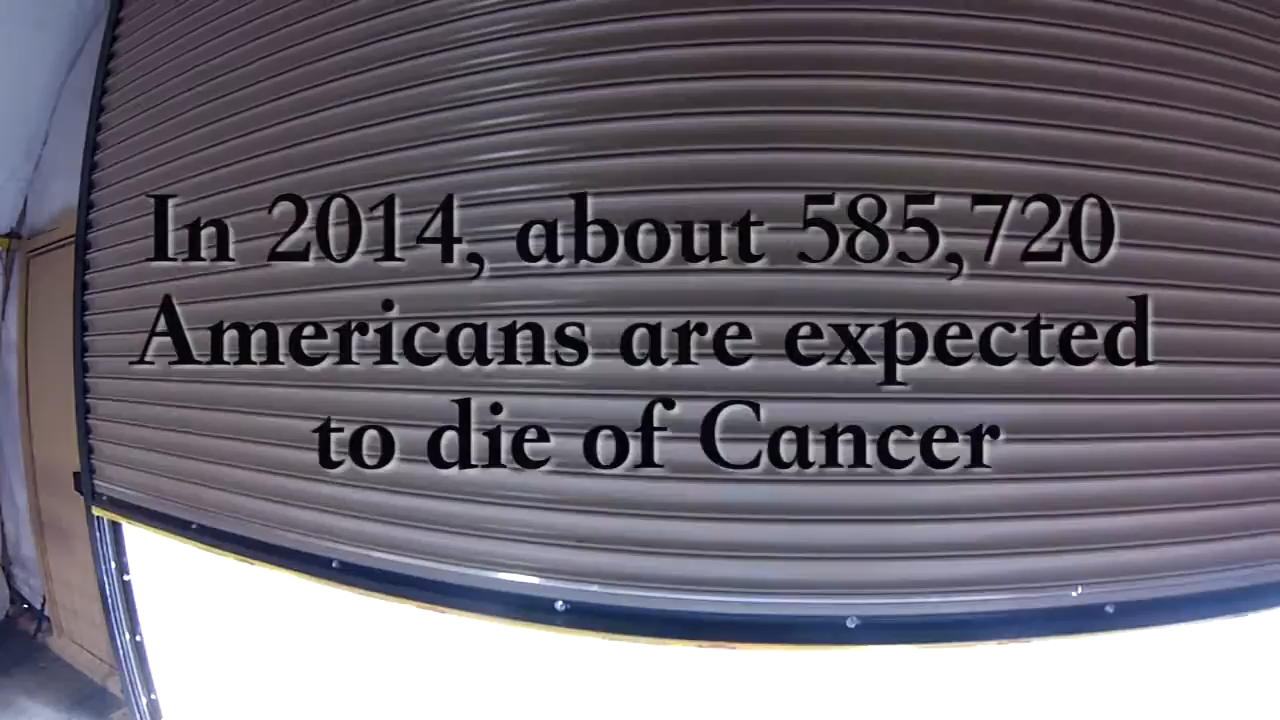 In 2014, about 585,720
Americans are expected
to die of Cancer